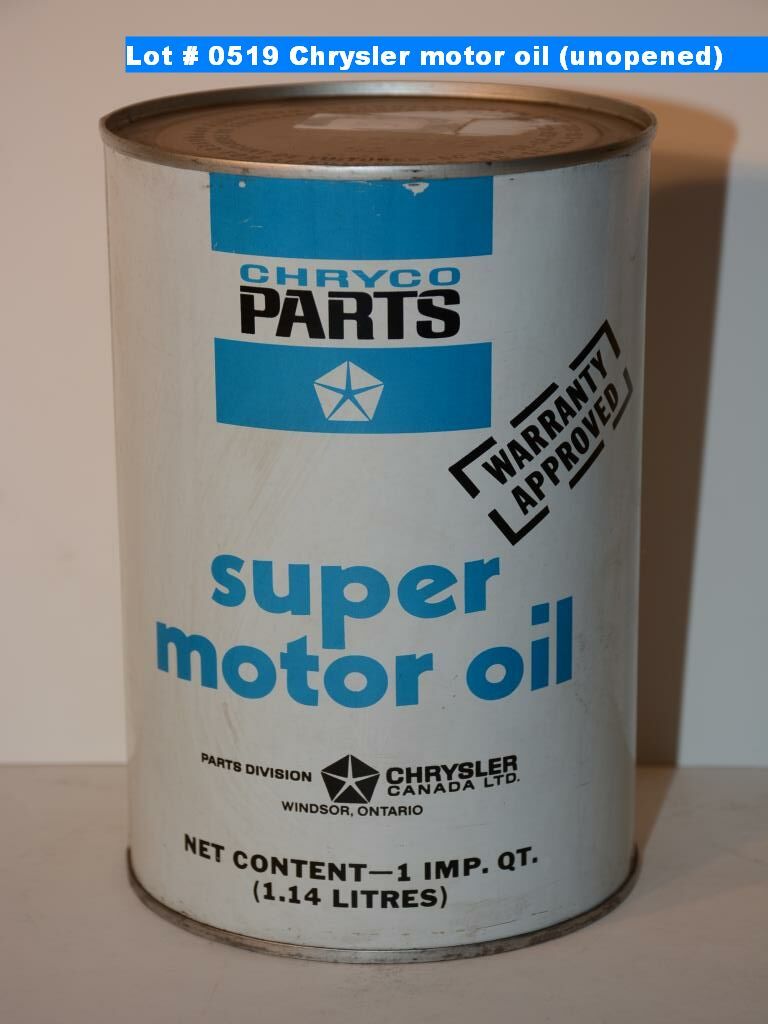 Lot # 0519 Chrysler motor oil (unopened)
CHRYCO
PARTS
WARRANTY
APPROVED
super
motor oil
PARTS DIVISION
CHRYSLER
CANADA LTD.
WINDSOR, ONTARIO
NET CONTENT—1 IMP. QT.
(1.14 LITRES)